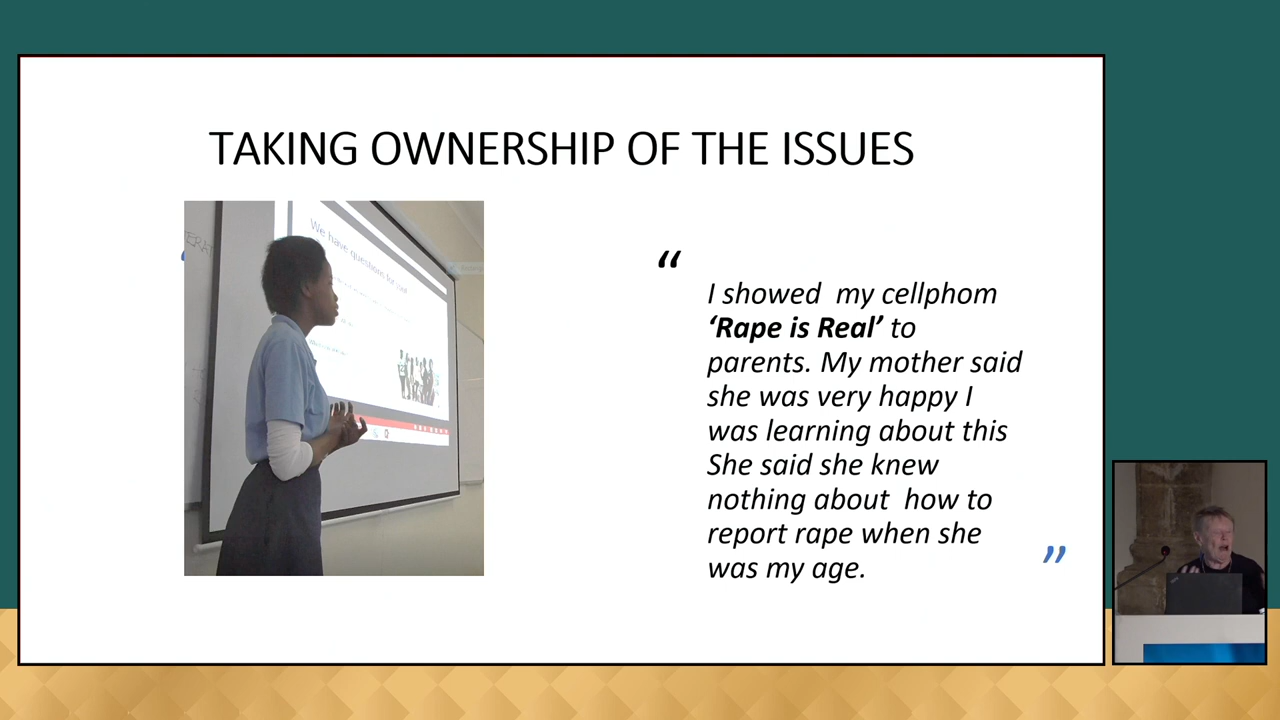 TAKING OWNERSHIP OF THE ISSUES
ERAT
We have questions for you!
“
I showed my cellphom
‘Rape is Real’ to
parents. My mother said
she was very happy I
was learning about this
She said she knew
nothing about how to
report rape when she
was my age.
”